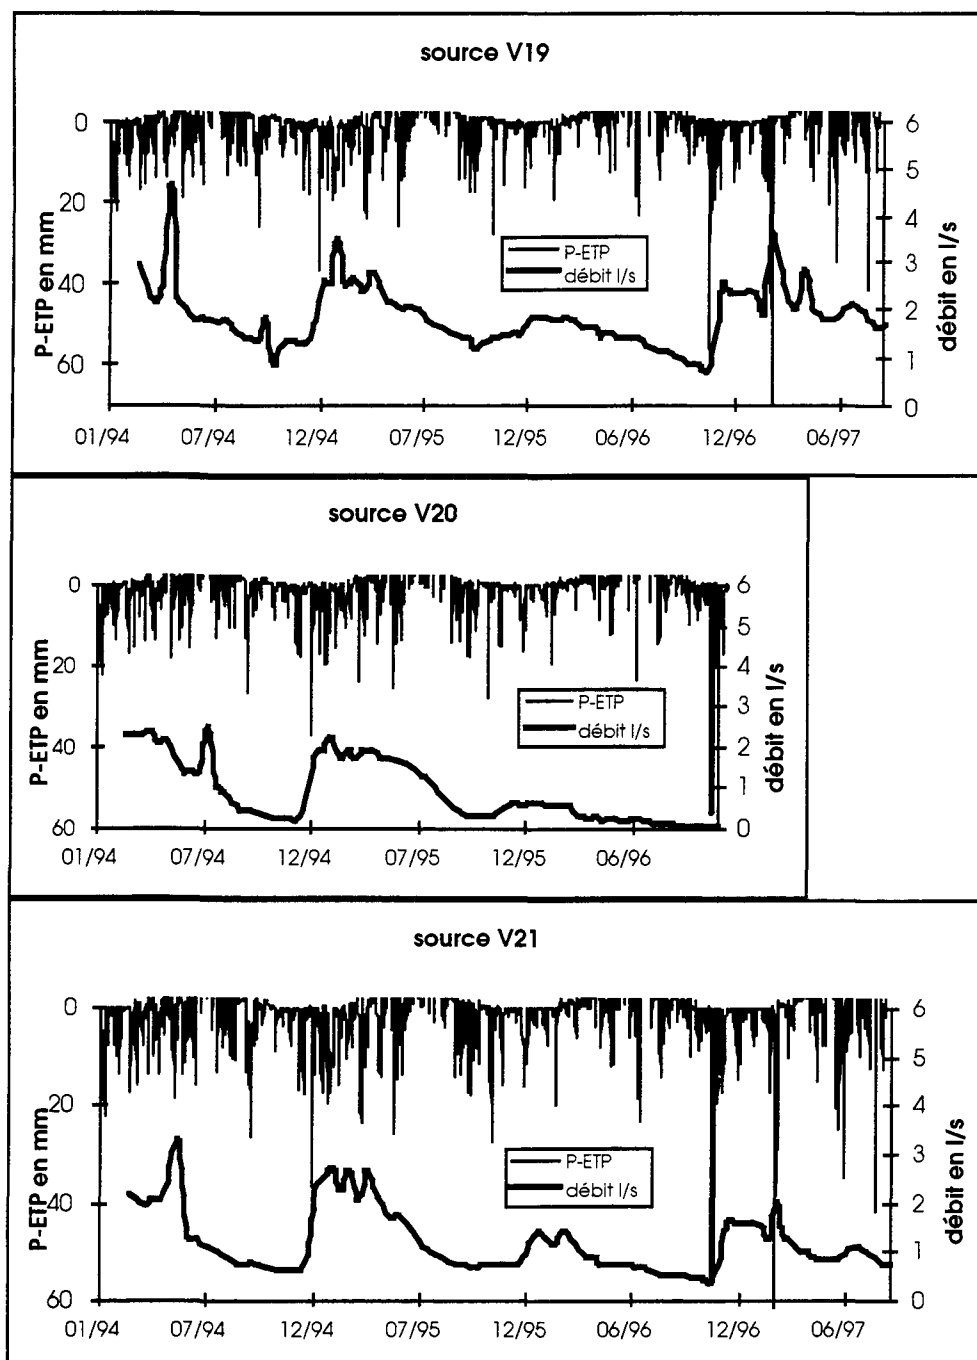 source V19
0
20
40
60
P-ETP en mm
6
5
4
3
2
1
0
débit en l/s
P-ETP
débit l/s
01/94 07/94 12/94 07/95 12/95 06/96 12/96 06/97
source V20
0
20
40
60
P-ETP en mm
6
5
4
3
2
1
0
débit en l/s
P-ETP
débit l/s
01/94 07/94 12/94 07/95 12/95 06/96
source V21
0
20
40
60
P-ETP en mm
6
5
4
3
2
1
0
débit en l/s
P-ETP
débit l/s
01/94 07/94 12/94 07/95 12/95 06/96 12/96 06/97